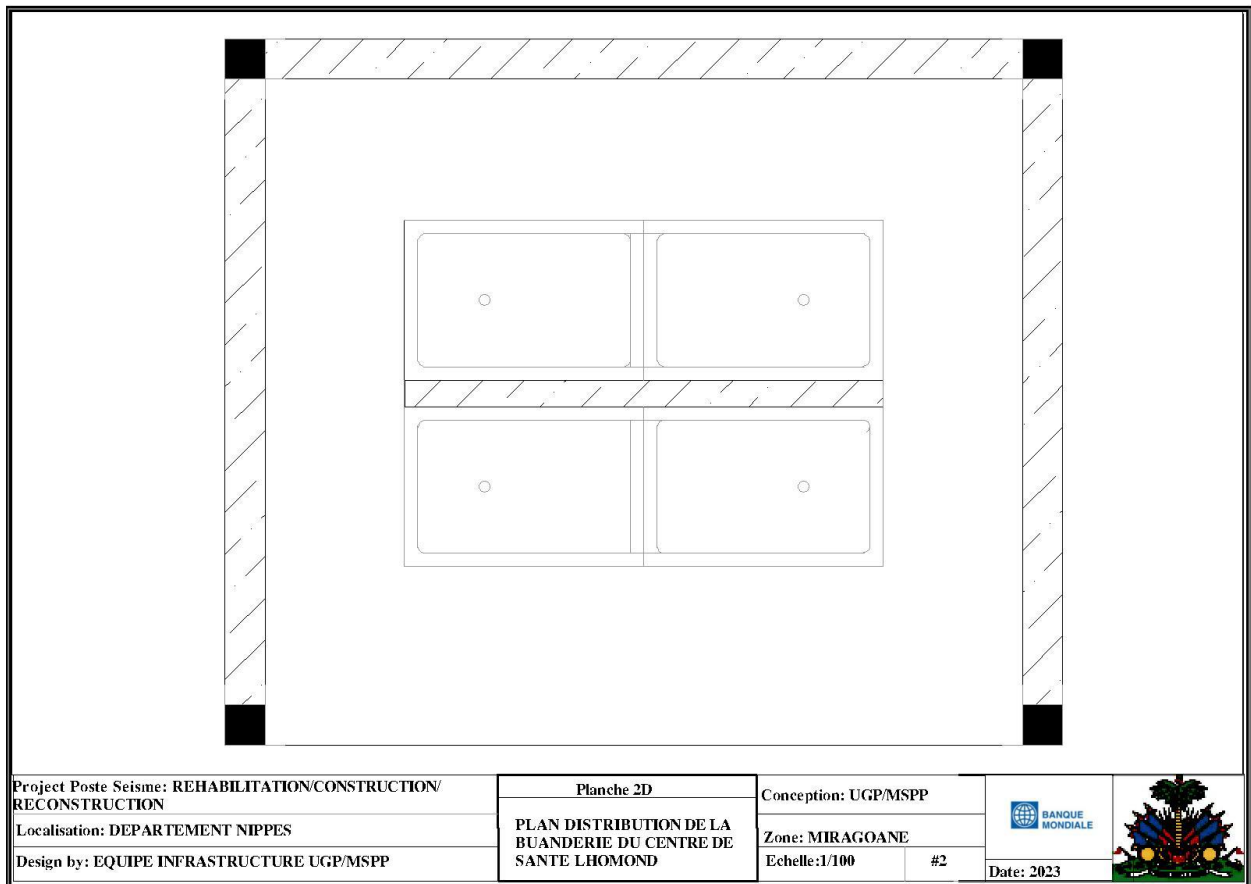 Project Poste Seisme: REHABILITATION/CONSTRUCTION/
RECONSTRUCTION
Localisation: DEPARTEMENT NIPPES
Design by: EQUIPE INFRASTRUCTURE UGP/MSPP
Planche 2D
PLAN DISTRIBUTION DE LA
BUANDERIE DU CENTRE DE
SANTE LHOMOND
Conception: UGP/MSPP
Zone: MIRAGOANE
Echelle:1/100
#2
BANQUE
MONDIALE
Date: 2023